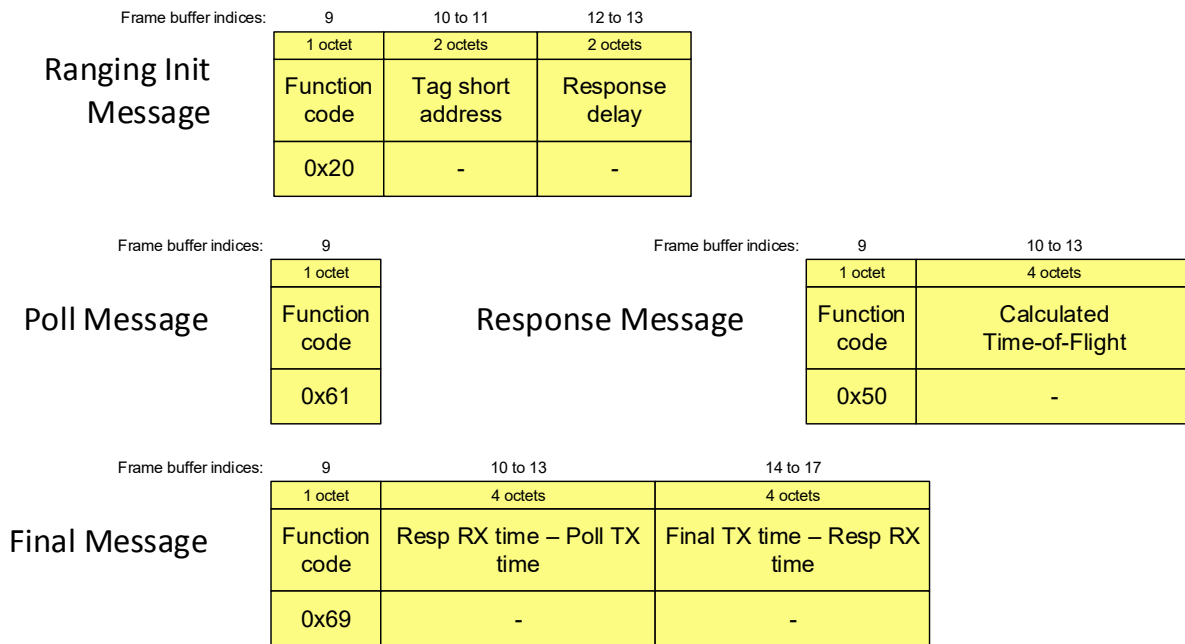 Frame buffer indices: 9 10 to 11 12 to 13
Ranging Init
Message
1 octet 2 octets 2 octets
Function
code
Tag short
address
Response
delay
0x20 - -
Frame buffer indices: 9
Poll Message
1 octet
Function
code
0x61
Frame buffer indices: 9 10 to 13
Response Message
1 octet 4 octets
Function
code
Calculated
Time-of-Flight
0x50 -
Frame buffer indices: 9 10 to 13 14 to 17
Final Message
1 octet 4 octets 4 octets
Function
code
Resp RX time – Poll TX
time
Final TX time – Resp RX
time
0x69 - -